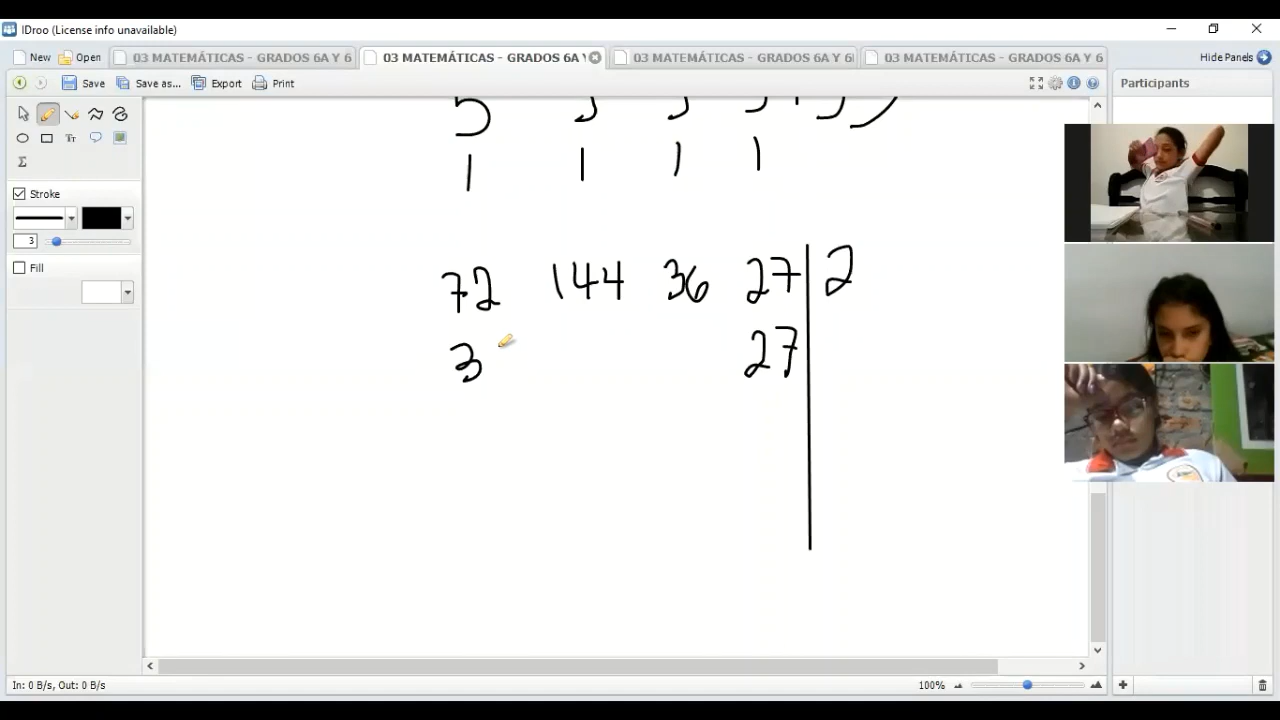 IDroo (License info unavailable)
New Open 03 MATEMÁTICAS - GRADOS 6A Y 6 03 MATEMÁTICAS - GRADOS 6A Y 03 MATEMÁTICAS - GRADOS 6A Y 6 03 MATEMÁTICAS - GRADOS 6A Y 6 Hide Panels
Save Save as... Export Print Participants
Tt
Σ
Stroke
3
Fill
5
1 1 1 1
72 144 36 27 2
3 27
In: 0 B/s, Out: 0 B/s 100%